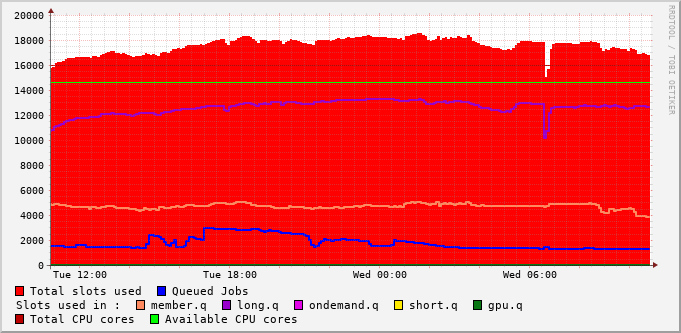 RRDTOOL / TOBI OETIKER
20000
18000
16000
14000
12000
10000
8000
6000
4000
2000
0
Tue 12:00 Tue 18:00 Wed 00:00 Wed 06:00
Total slots used Queued Jobs
Slots used in : member.q long.q ondemand.q short.q gpu.q
Total CPU cores Available CPU cores